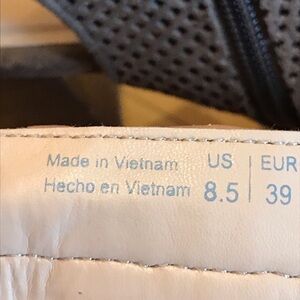 Made in Vietnam US | EUR
Hecho en Vietnam 8.5 | 39